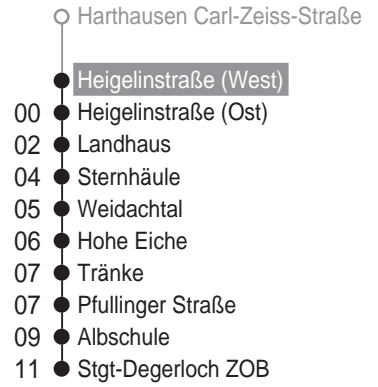 Harthausen Carl-Zeiss-Straße
Heigelinstraße (West)
00 Heigelinstraße (Ost)
02 Landhaus
04 Sternhäule
05 Weidachtal
06 Hohe Eiche
07 Tränke
07 Pfullinger Straße
09 Albschule
11 Stgt-Degerloch ZOB